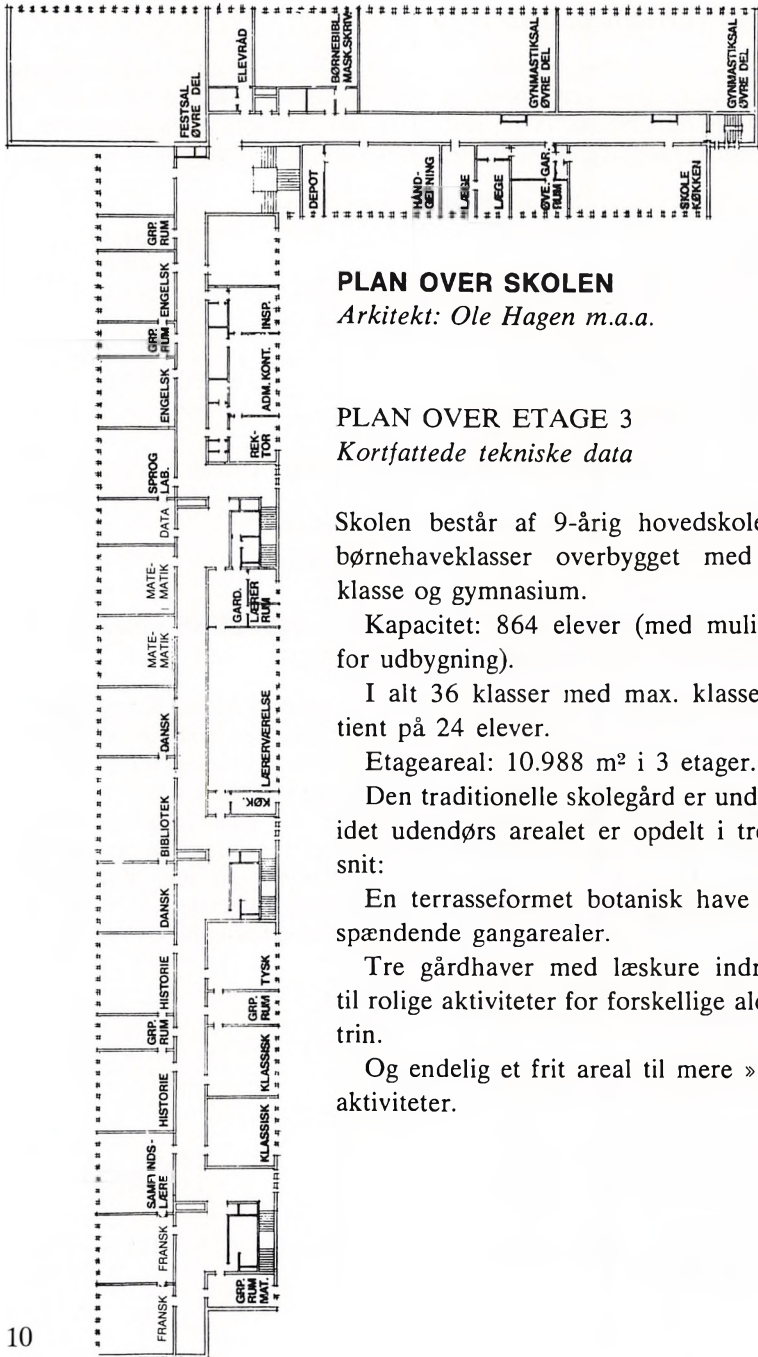 FESTSAL
ØVRE DEL
ELEVRÅD
BØRNEBIBL.
MASK.SKRIV.
GYNMASTIKSAL
ØVRE DEL
GYNMASTIKSAL
ØVRE DEL
DEPOT
HÅND-
GERNING
LÆGE
LÆGE
GAR.
ØVE.
RUM
SKOLE
KØKKEN
GRP.
RUM
ENGELSK
GRP.
RUM
ENGELSK
SPROG
LAB.
DATA
MATE-
MATIK
MATE-
MATIK
DANSK
BIBLIOTEK
DANSK
HISTORIE
GRP.
RUM
HISTORIE
LÆRE
FRANSK
FRANSK
INSP.
ADM. KONT.
REK-
TOR
GARD.
LÆRER
RUM
LÆRERVÆRELSE
KØK.
TYSK
GRP.
RUM
KLASSISK
KLASSISK
GRP.
RUM
MAT.
PLAN OVER SKOLEN
Arkitekt: Ole Hagen m.a.a.
PLAN OVER ETAGE 3
Kortfattede tekniske data
Skolen består af 9-årig hovedskole
børnehaveklasser overbygget med
klasse og gymnasium.
Kapacitet: 864 elever (med muli
for udbygning).
I alt 36 klasser med max. klasse
tient på 24 elever.
Etageareal: 10.988 m² i 3 etager.
Den traditionelle skolegård er und
idet udendørs arealet er opdelt i tre
snit:
En terrasseformet botanisk have
spændende gangarealer.
Tre gårdhaver med læskure indr
til rolige aktiviteter for forskellige al
trin.
Og endelig et frit areal til mere »
aktiviteter.
10